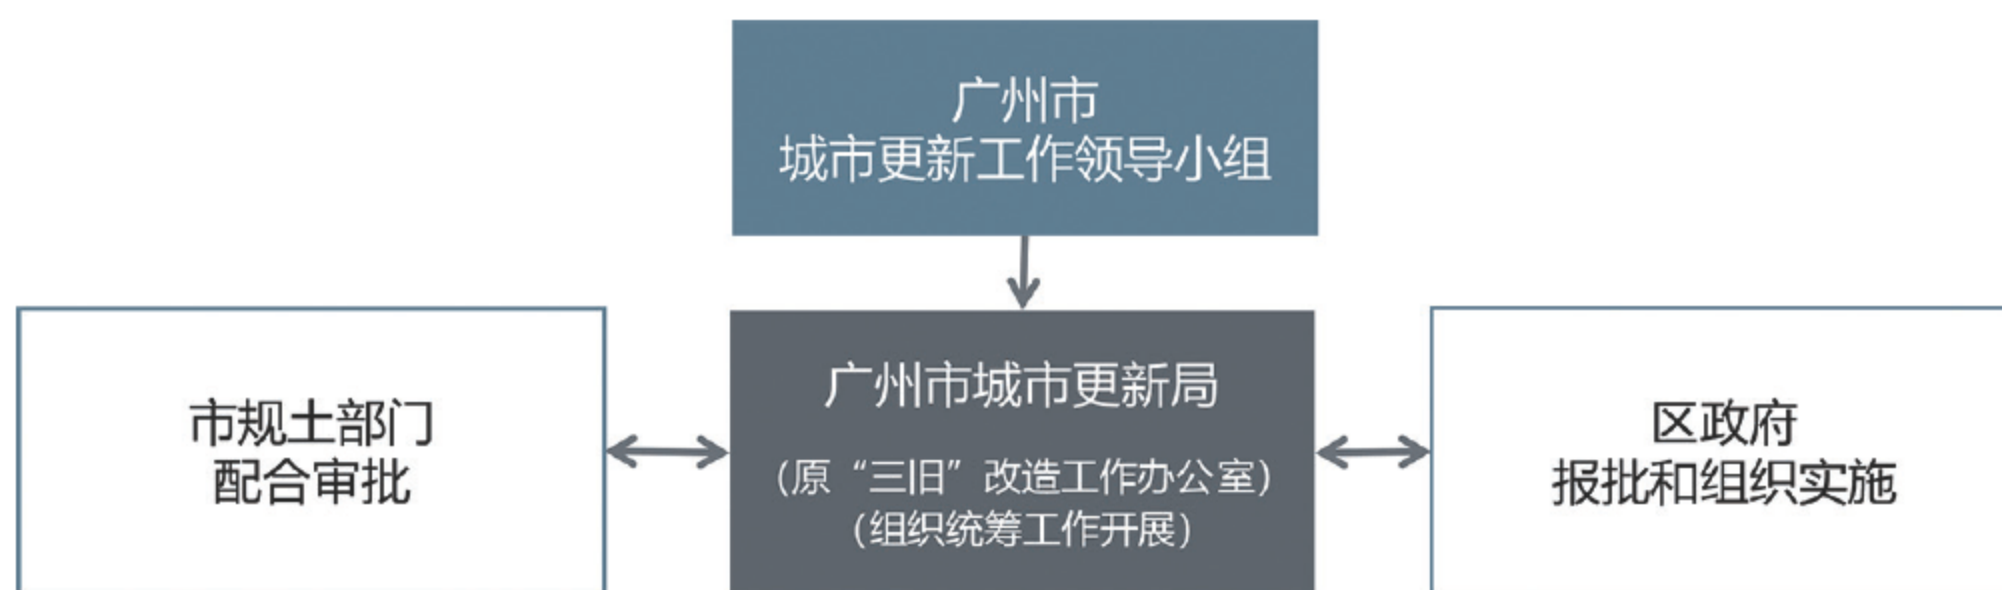 广州市
城市更新工作领导小组
市规土部门
配合审批
广州市城市更新局
（原“三旧”改造工作办公室）
（组织统筹工作开展）
区政府
报批和组织实施